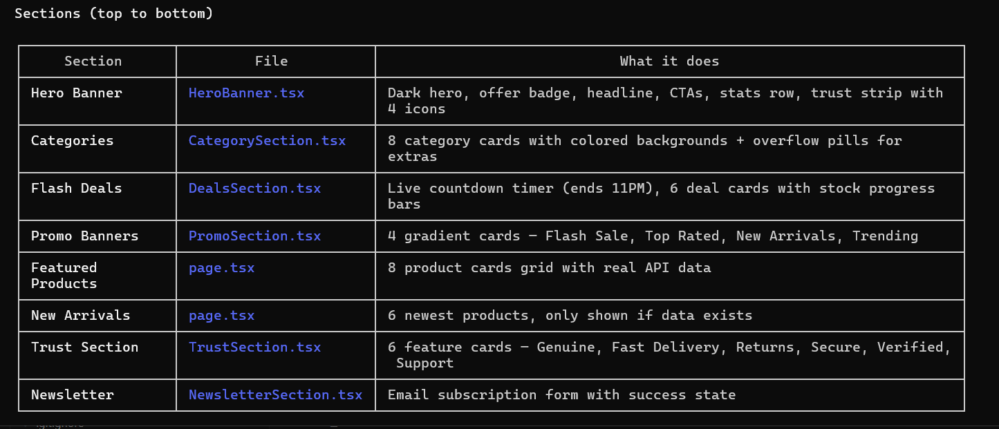 Sections (top to bottom)
Section File What it does
Hero Banner HeroBanner.tsx Dark hero, offer badge, headline, CTAs, stats row, trust strip with
4 icons
Categories CategorySection.tsx 8 category cards with colored backgrounds + overflow pills for
extras
Flash Deals DealsSection.tsx Live countdown timer (ends 11PM), 6 deal cards with stock progress
bars
Promo Banners PromoSection.tsx 4 gradient cards — Flash Sale, Top Rated, New Arrivals, Trending
Featured page.tsx 8 product cards grid with real API data
Products
New Arrivals page.tsx 6 newest products, only shown if data exists
Trust Section TrustSection.tsx 6 feature cards — Genuine, Fast Delivery, Returns, Secure, Verified,
Support
Newsletter NewsletterSection.tsx Email subscription form with success state